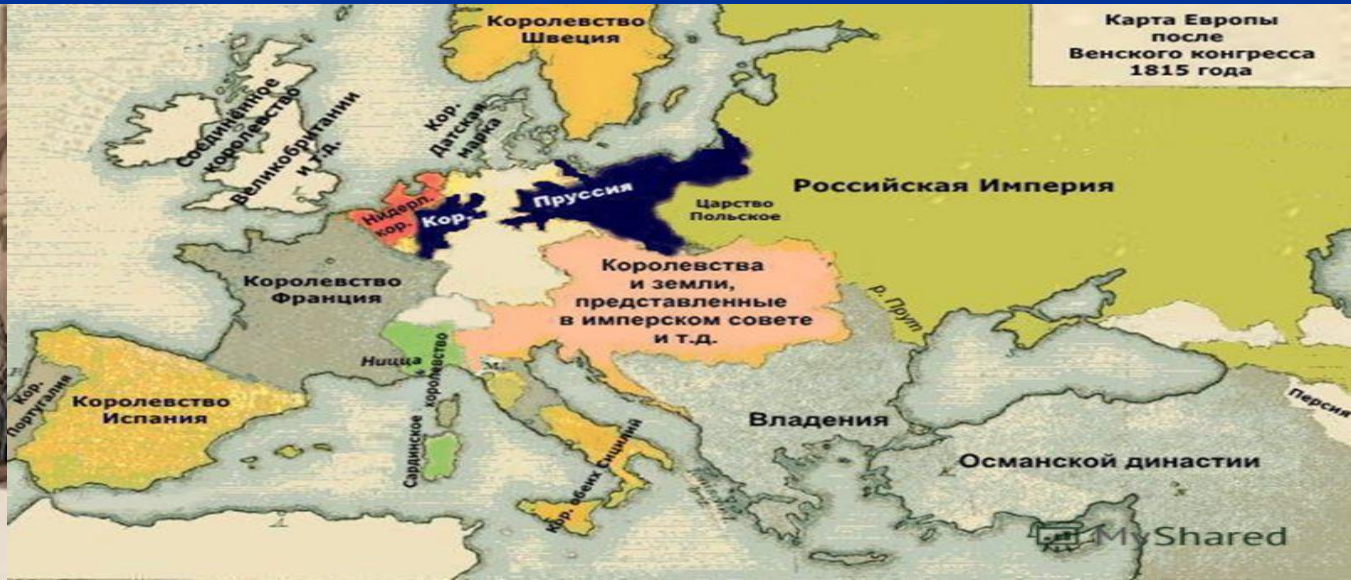 Карта Европы
после
Венского конгресса
1815 года
Королевство
Швеция
Соединённое
королевство
Великобритании
и т.д.
Кор.
Датская
марка
Нидерл.
кор.
Кор.
Пруссия
Российская Империя
Царство
Польское
Королевство
Франция
Королевства
и земли,
представленные
в имперском совете
и т.д.
р. Прут
Ницца
Сардинское
королевство
М.
Кор.
Португалия
Королевство
Испания
Кор. обеих Сицилий
Владения
Османской династии
Персия
MyShared